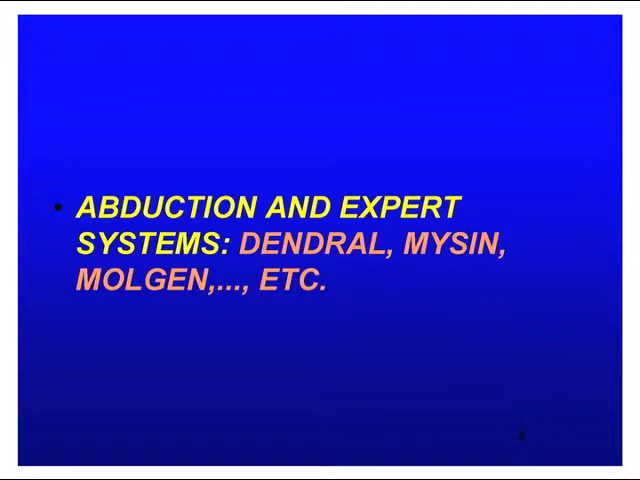 • ABDUCTION AND EXPERT
SYSTEMS: DENDRAL, MYSIN,
MOLGEN,..., ETC.